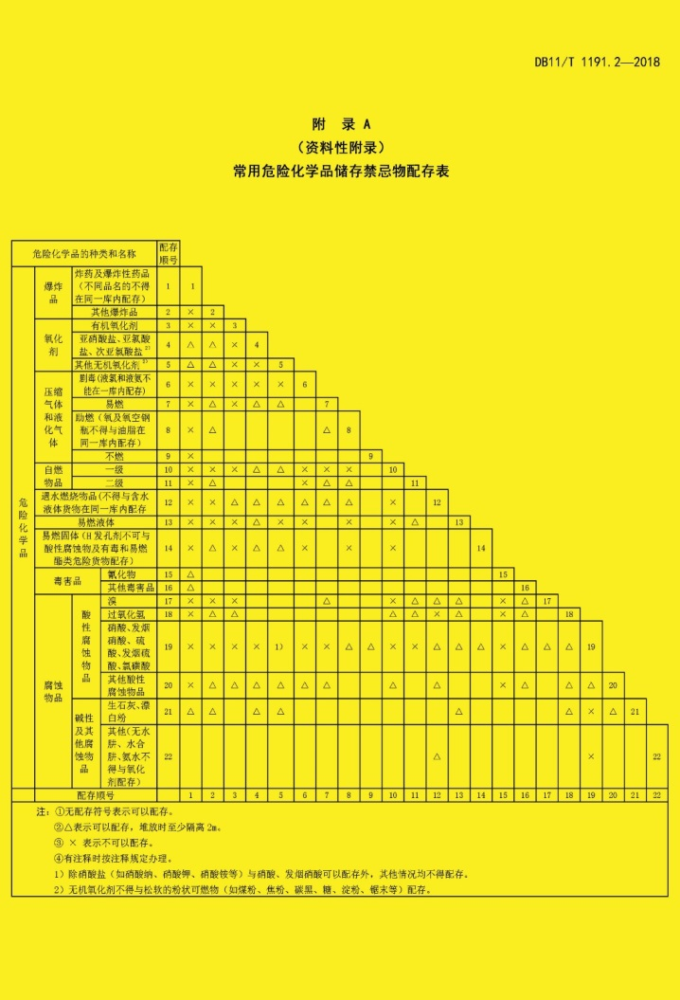 DB11/T 1191.2—2018
附 录 A
（资料性附录）
常用危险化学品储存禁忌物配存表
危险化学品的种类和名称 配存顺号
危险化学品
爆炸品
炸药及爆炸性药品
（不同品名的不得
在同一库内配存） 1 1
其他爆炸品 2 × 2
氧化剂
有机氧化剂 3 × × 3
亚硝酸盐、亚氯酸
盐、次亚氯酸盐2) 4 △ △ × 4
其他无机氧化剂2) 5 △ △ × × 5
压缩气体和液化气体
剧毒(液氯和液氨不
能在一库内配存) 6 × × × × × 6
易燃 7 × △ × △ △ 7
助燃（氧及氧空钢
瓶不得与油脂在
同一库内配存） 8 × △ △ 8
不燃 9 × 9
自燃物品
一级 10 × × × △ △ × × × 10
二级 11 × △ × △ △ 11
遇水燃烧物品(不得与含水
液体货物在同一库内配存 12 × × △ △ △ △ △ △ × 12
易燃液体 13 × × × △ × × × × △ 13
易燃固体（H 发孔剂不可与
酸性腐蚀物及有毒和易燃
酯类危险货物配存） 14 × △ × △ △ × × × 14
毒害品
氰化物 15 △ 15
其他毒害品 16 △ 16
腐蚀物品
酸性腐蚀物品
溴 17 × × × △ × △ △ △ × △ 17
过氧化氢 18 × △ △ △ △ × △ × △ 18
硝酸、发烟
硝酸、硫
酸、发烟硫
酸、氯磺酸 19 × × × × 1) × × △ △ × × △ △ △ × △ △ △ 19
其他酸性
腐蚀物品 20 × △ △ △ △ △ △ △ △ × △ △ △ 20
碱性及其他腐蚀物品
生石灰、漂
白粉 21 △ △ △ △ △ △ × △ 21
其他(无水
肼、水合
肼、氨水不
得与氧化
剂配存） 22 △ × 22
配存顺号 1 2 3 4 5 6 7 8 9 10 11 12 13 14 15 16 17 18 19 20 21 22
注：①无配存符号表示可以配存。
②△表示可以配存，堆放时至少隔离 2m。
③ × 表示不可以配存。
④有注释时按注释规定办理。
1）除硝酸盐（如硝酸钠、硝酸钾、硝酸铵等）与硝酸、发烟硝酸可以配存外，其他情况均不得配存。
2）无机氧化剂不得与松软的粉状可燃物（如煤粉、焦粉、碳黑、糖、淀粉、锯末等）配存。